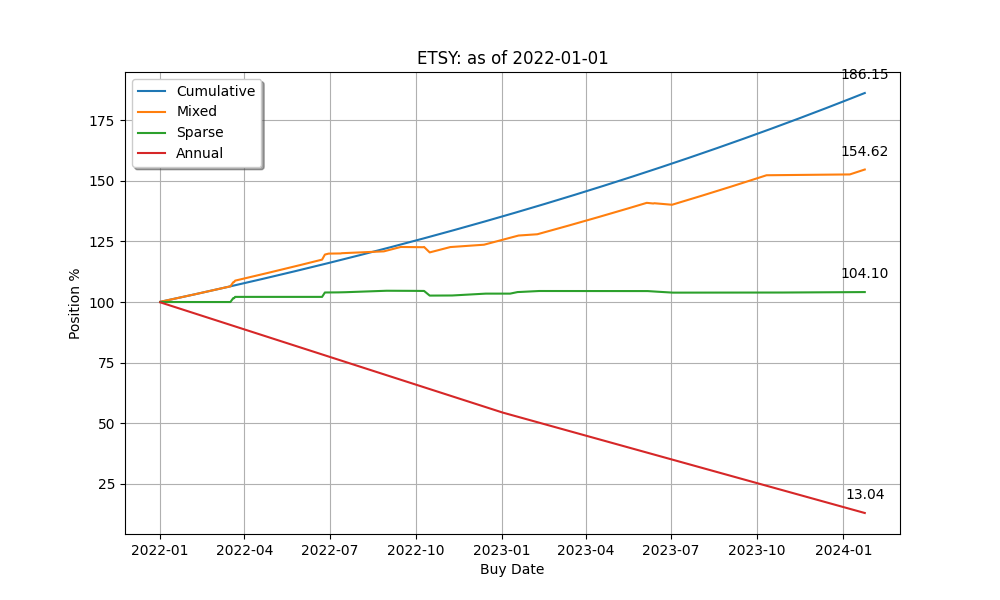 ETSY: as of 2022-01-01
186.15
Cumulative
Mixed
Sparse
Annual
154.62
104.10
13.04
175
150
125
100
75
50
25
Position %
2022-01 2022-04 2022-07 2022-10 2023-01 2023-04 2023-07 2023-10 2024-01
Buy Date